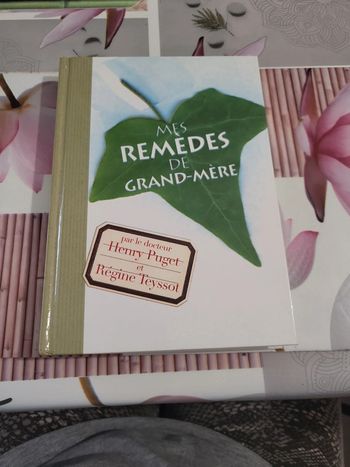 MES
REMÈDES
DE
GRAND-MÈRE
par le docteur
Henry Puget
et
Régine Teyssot